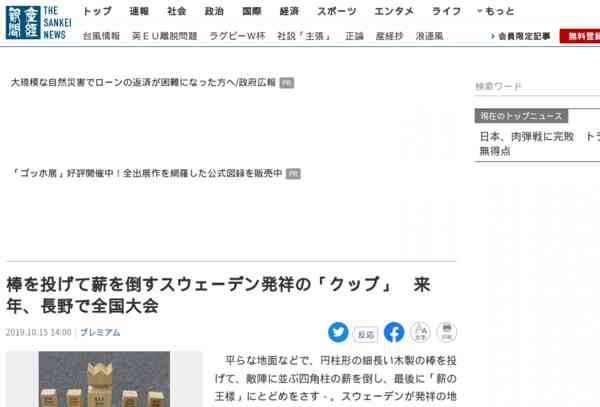 産經新聞 THE SANKEI NEWS
トップ 速報 社会 政治 国際 経済 スポーツ エンタメ ライフ もっと
台風情報 英EU離脱問題 ラグビーW杯 社説「主張」 正論 産経抄 浪速風 会員限定記事 無料登録
大規模な自然災害でローンの返済が困難になった方へ/政府広報 PR
検索ワード
現在のトップニュース
日本、肉弾戦に完敗 トラ
無得点
「ゴッホ展」好評開催中！全出展作を網羅した公式図録を販売中 PR
棒を投げて薪を倒すスウェーデン発祥の「クッブ」 来
年、長野で全国大会
2019.10.15 14:00 プレミアム
反応 文字 印刷
平らな地面などで、円柱形の細長い木製の棒を投
げて、敵陣に並ぶ四角柱の薪を倒し、最後に「薪の
王様」にとどめをさす－。スウェーデンが発祥の地